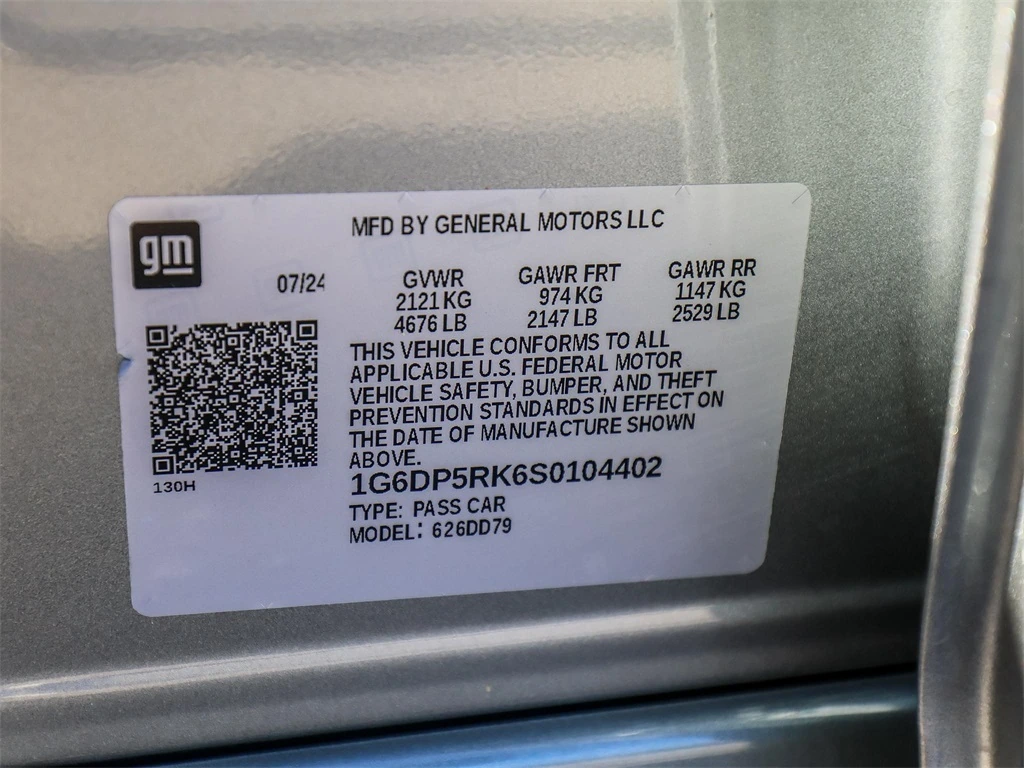 gm
MFD BY GENERAL MOTORS LLC
07/24
GVWR GAWR FRT GAWR RR
2121 KG 974 KG 1147 KG
4676 LB 2147 LB 2529 LB
THIS VEHICLE CONFORMS TO ALL
APPLICABLE U.S. FEDERAL MOTOR
VEHICLE SAFETY, BUMPER, AND THEFT
PREVENTION STANDARDS IN EFFECT ON
THE DATE OF MANUFACTURE SHOWN
ABOVE.
130H
1G6DP5RK6S0104402
TYPE: PASS CAR
MODEL: 626DD79